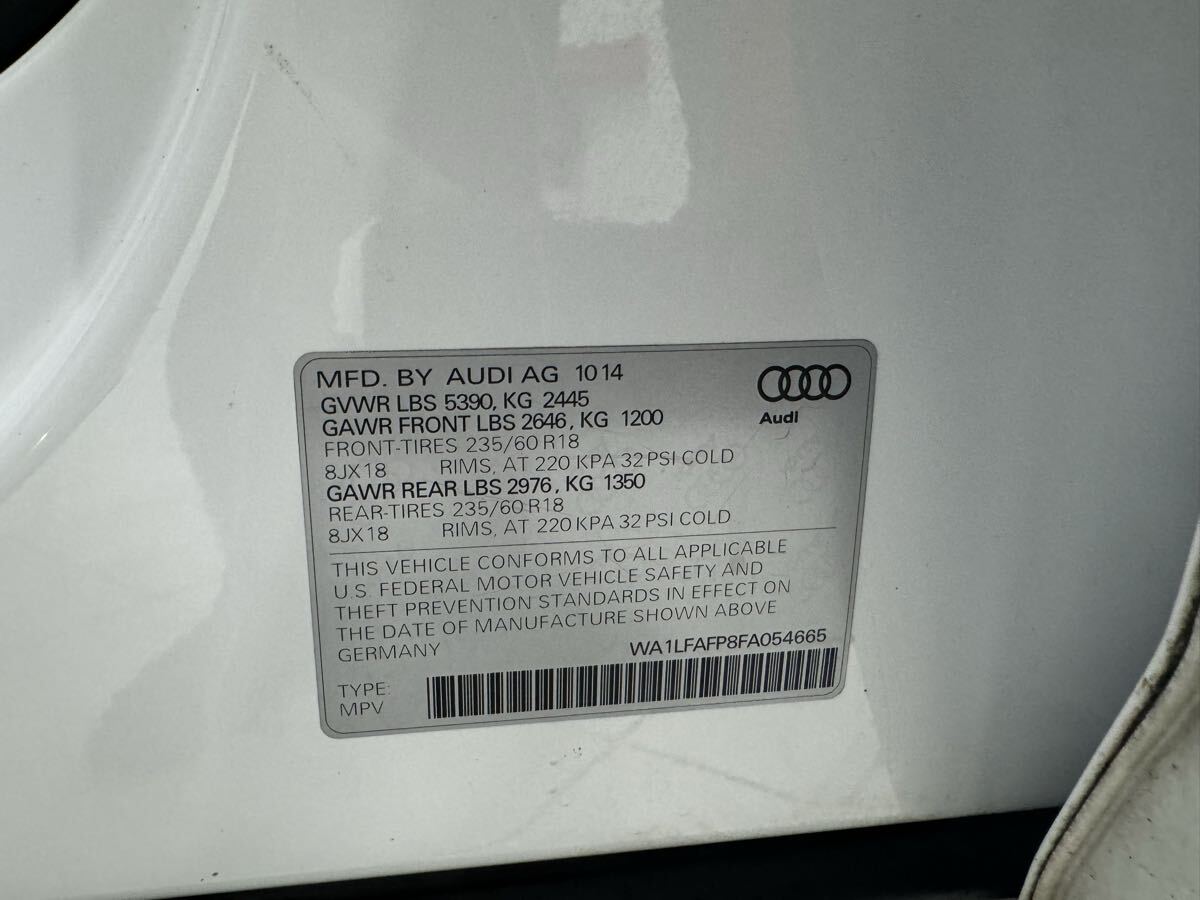 MFD. BY AUDI AG 1014
GVWR LBS 5390, KG 2445
GAWR FRONT LBS 2646, KG 1200
FRONT-TIRES 235/60 R18
8JX18 RIMS, AT 220 KPA 32 PSI COLD
GAWR REAR LBS 2976, KG 1350
REAR-TIRES 235/60 R18
8JX18 RIMS, AT 220 KPA 32 PSI COLD
Audi
THIS VEHICLE CONFORMS TO ALL APPLICABLE
U.S. FEDERAL MOTOR VEHICLE SAFETY AND
THEFT PREVENTION STANDARDS IN EFFECT ON
THE DATE OF MANUFACTURE SHOWN ABOVE
GERMANY WA1LFAFP8FA054665
TYPE:
MPV